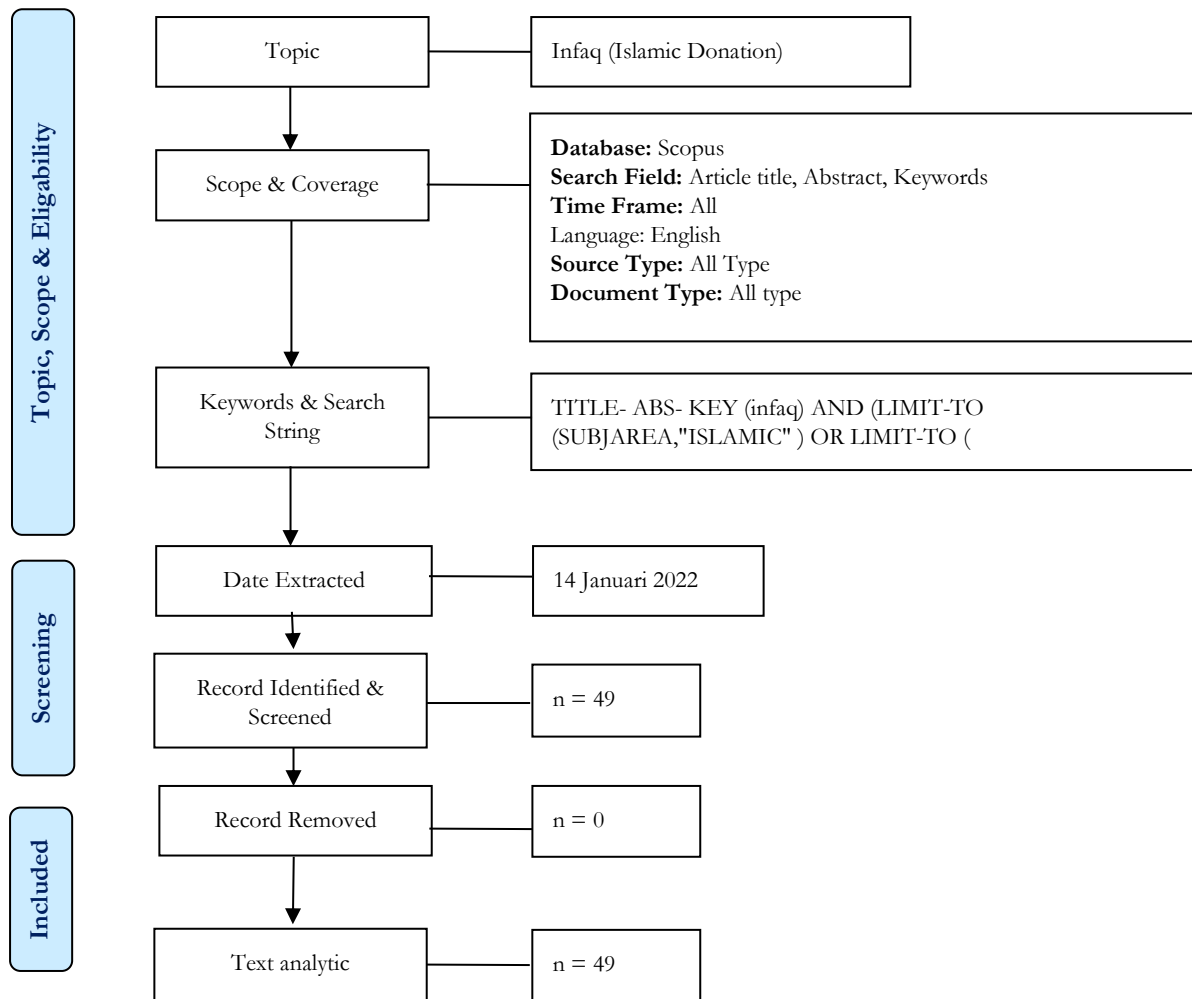 Topic, Scope & Eligability
Topic
Infaq (Islamic Donation)
Scope & Coverage
Database: Scopus
Search Field: Article title, Abstract, Keywords
Time Frame: All
Language: English
Source Type: All Type
Document Type: All type
Keywords & Search
String
TITLE- ABS- KEY (infaq) AND (LIMIT-TO
(SUBJAREA,"ISLAMIC" ) OR LIMIT-TO (
Screening
Date Extracted
14 Januari 2022
Record Identified &
Screened
n = 49
Included
Record Removed
n = 0
Text analytic
n = 49